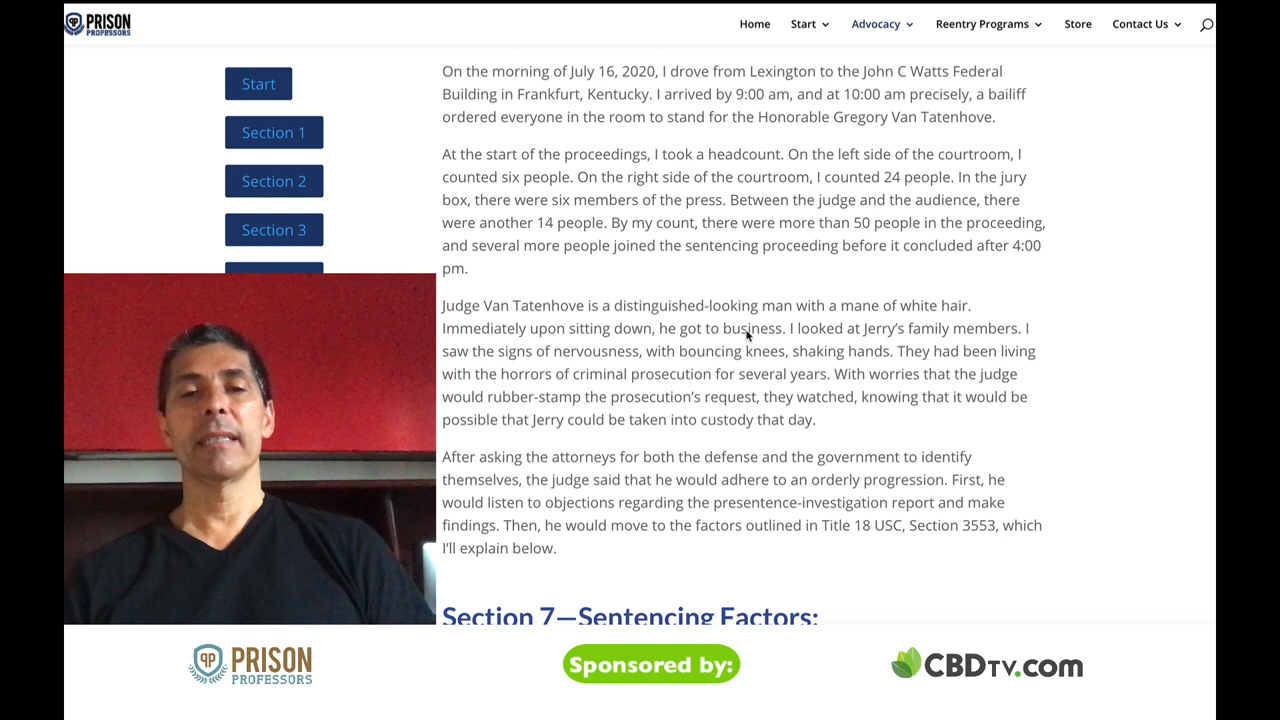 PRISON
PROFESSORS
Home
Start
Advocacy
Reentry Programs
Store
Contact Us
Start
Section 1
Section 2
Section 3
On the morning of July 16, 2020, I drove from Lexington to the John C Watts Federal
Building in Frankfurt, Kentucky. I arrived by 9:00 am, and at 10:00 am precisely, a bailiff
ordered everyone in the room to stand for the Honorable Gregory Van Tatenhove.
At the start of the proceedings, I took a headcount. On the left side of the courtroom, I
counted six people. On the right side of the courtroom, I counted 24 people. In the jury
box, there were six members of the press. Between the judge and the audience, there
were another 14 people. By my count, there were more than 50 people in the proceeding,
and several more people joined the sentencing proceeding before it concluded after 4:00
pm.
Judge Van Tatenhove is a distinguished-looking man with a mane of white hair.
Immediately upon sitting down, he got to business. I looked at Jerry’s family members. I
saw the signs of nervousness, with bouncing knees, shaking hands. They had been living
with the horrors of criminal prosecution for several years. With worries that the judge
would rubber-stamp the prosecution’s request, they watched, knowing that it would be
possible that Jerry could be taken into custody that day.
After asking the attorneys for both the defense and the government to identify
themselves, the judge said that he would adhere to an orderly progression. First, he
would listen to objections regarding the presentence-investigation report and make
findings. Then, he would move to the factors outlined in Title 18 USC, Section 3553, which
I’ll explain below.
Section 7—Sentencing Factors:
PP PRISON
PROFESSORS
Sponsored by:
CBDTV.com